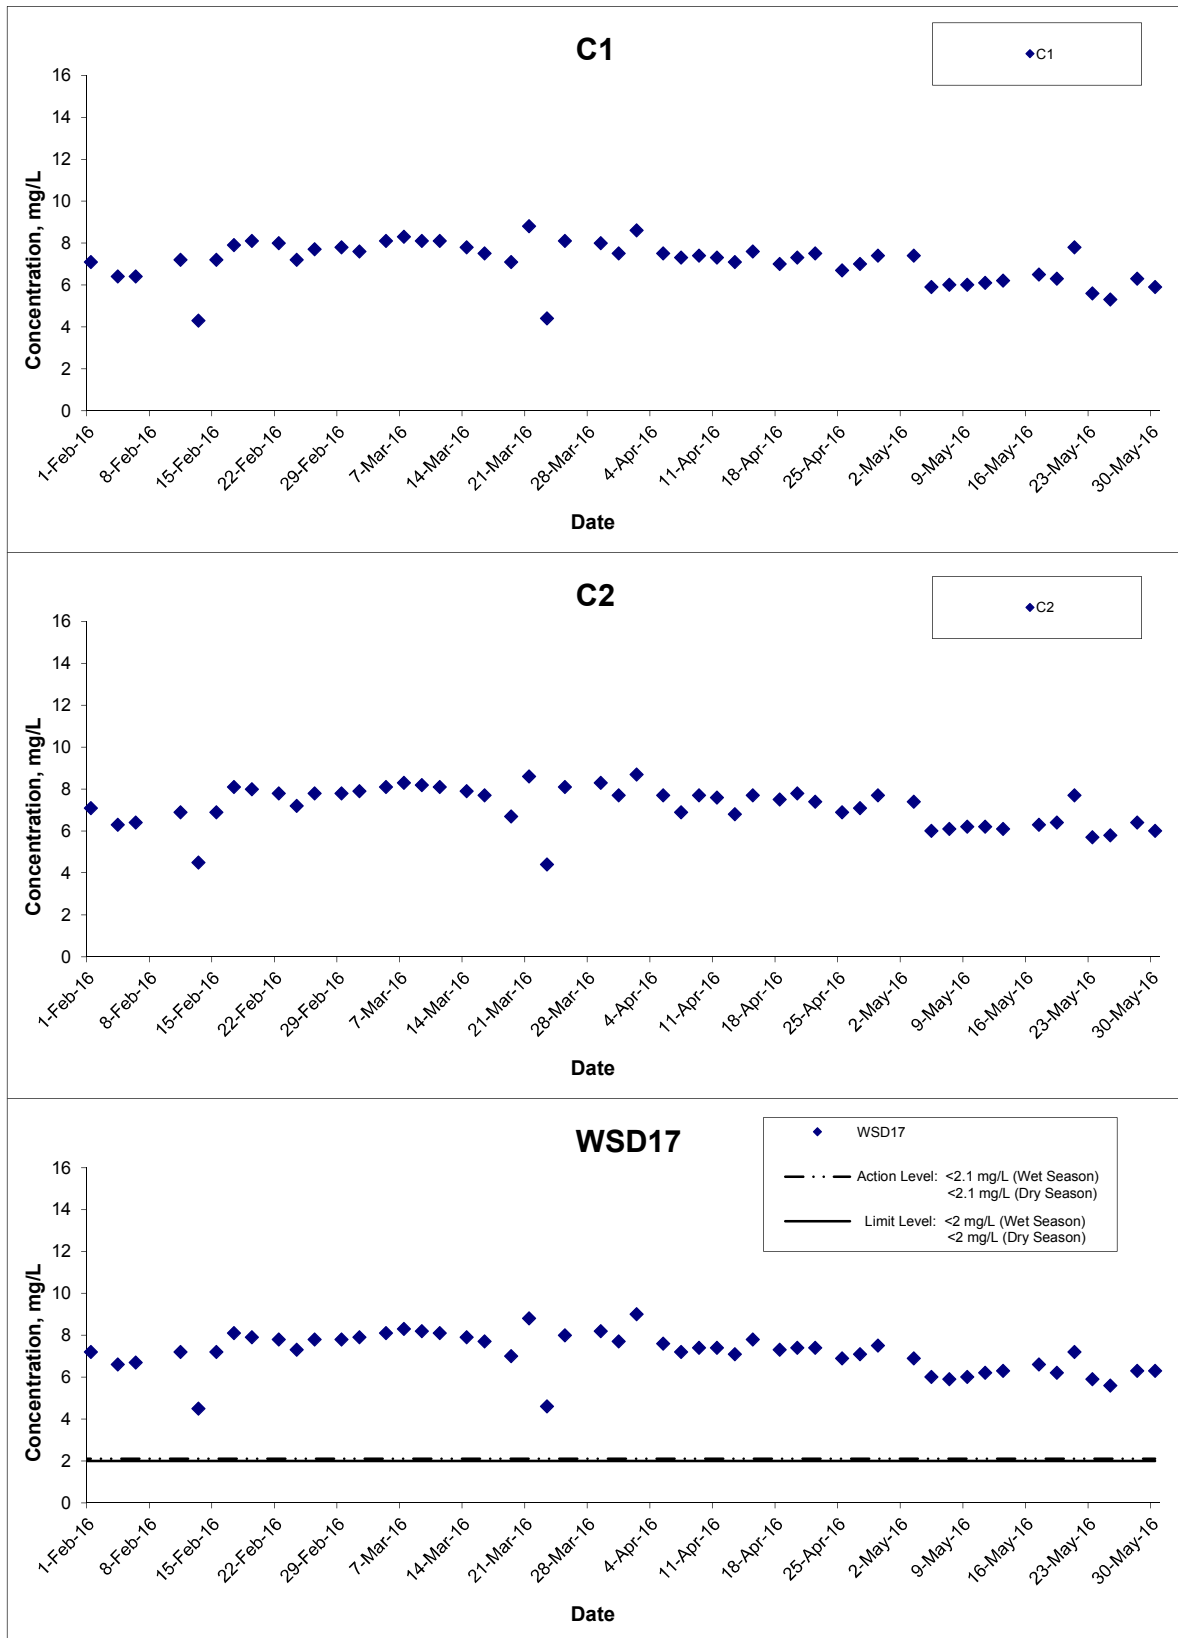 C1
C1
16
14
12
10
8
6
4
2
0
Concentration, mg/L
1-Feb-16
8-Feb-16
15-Feb-16
22-Feb-16
29-Feb-16
7-Mar-16
14-Mar-16
21-Mar-16
28-Mar-16
4-Apr-16
11-Apr-16
18-Apr-16
25-Apr-16
2-May-16
9-May-16
16-May-16
23-May-16
30-May-16
Date
C2
C2
16
14
12
10
8
6
4
2
0
Concentration, mg/L
1-Feb-16
8-Feb-16
15-Feb-16
22-Feb-16
29-Feb-16
7-Mar-16
14-Mar-16
21-Mar-16
28-Mar-16
4-Apr-16
11-Apr-16
18-Apr-16
25-Apr-16
2-May-16
9-May-16
16-May-16
23-May-16
30-May-16
Date
WSD17
WSD17
Action Level: <2.1 mg/L (Wet Season)
<2.1 mg/L (Dry Season)
Limit Level: <2 mg/L (Wet Season)
<2 mg/L (Dry Season)
16
14
12
10
8
6
4
2
0
Concentration, mg/L
1-Feb-16
8-Feb-16
15-Feb-16
22-Feb-16
29-Feb-16
7-Mar-16
14-Mar-16
21-Mar-16
28-Mar-16
4-Apr-16
11-Apr-16
18-Apr-16
25-Apr-16
2-May-16
9-May-16
16-May-16
23-May-16
30-May-16
Date